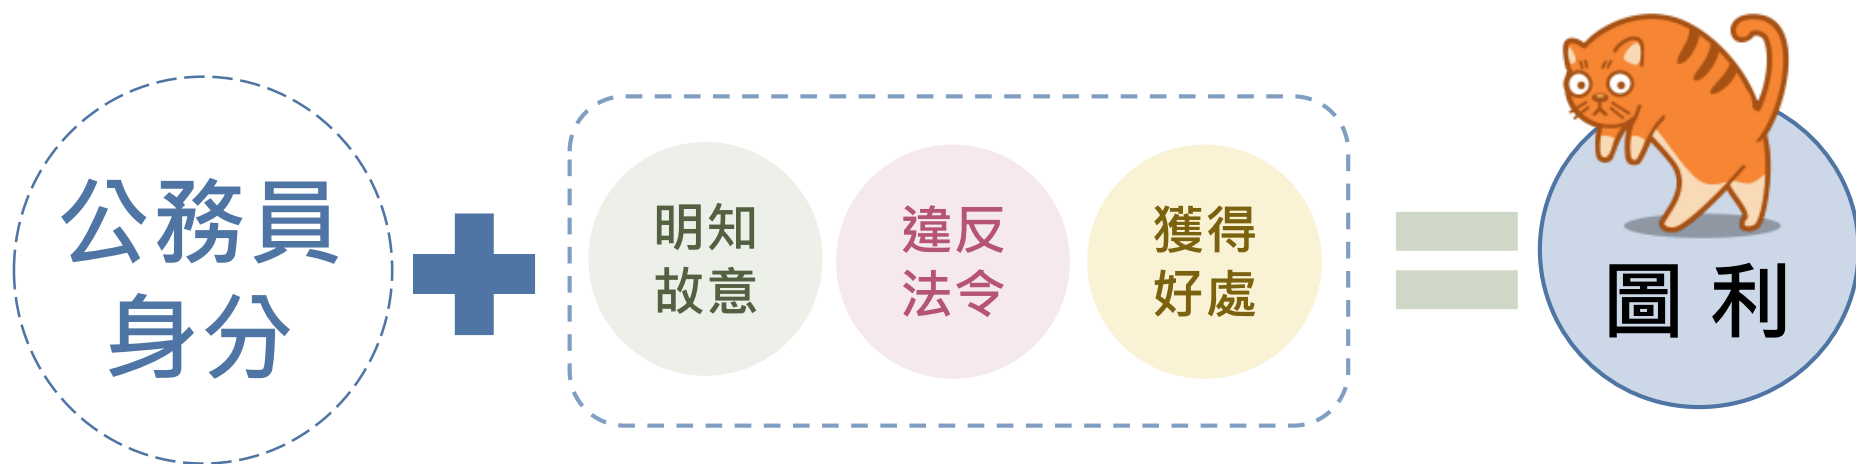 公務員
身分
明知
故意
違反
法令
獲得
好處
圖利